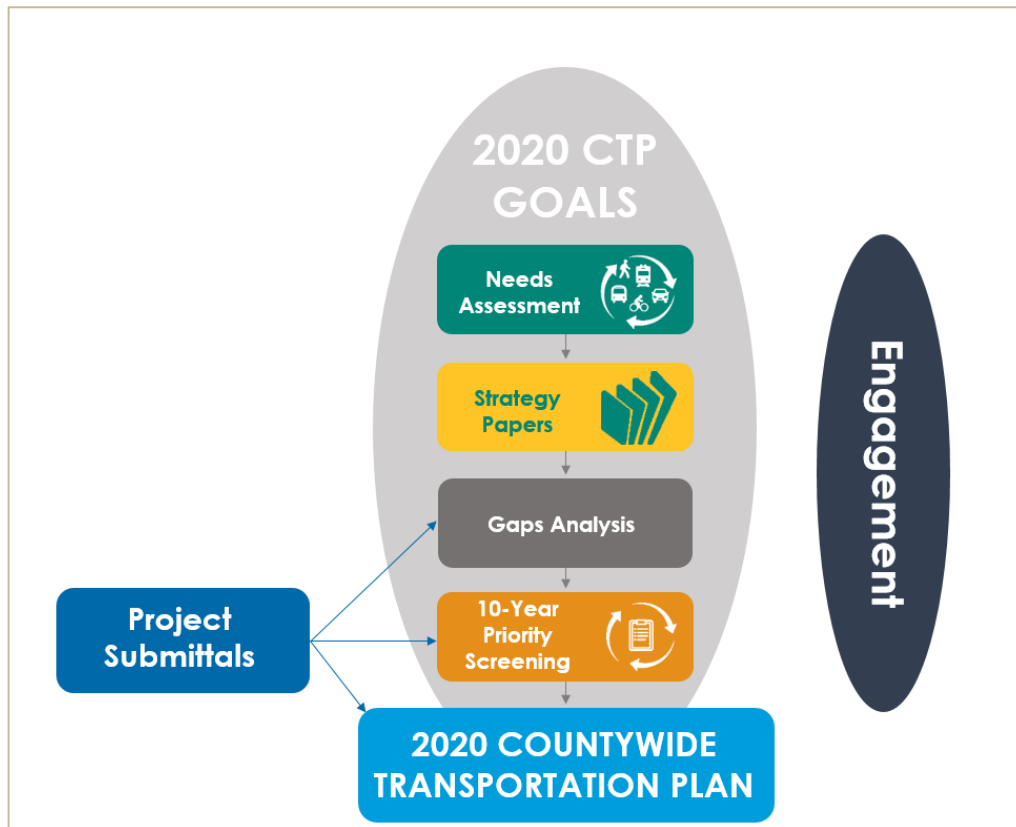 2020 CTP
GOALS
Needs
Assessment
Strategy
Papers
Gaps Analysis
10-Year
Priority
Screening
Project
Submittals
2020 COUNTYWIDE
TRANSPORTATION PLAN
Engagement